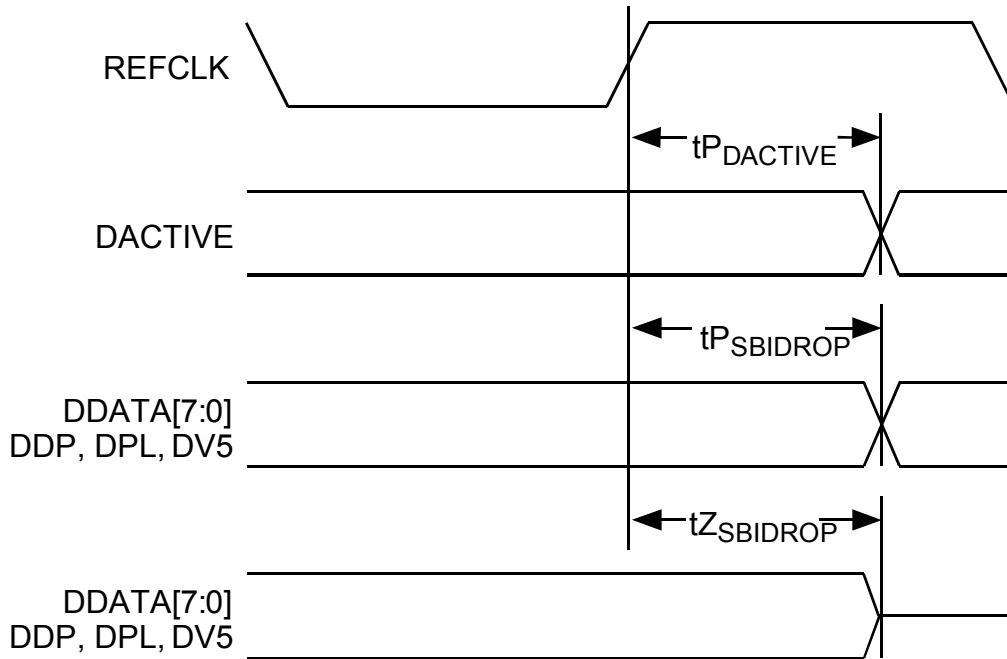 REFCLK
tPDACTIVE
DACTIVE
tPSBIDROP
DDATA[7:0]
DDP, DPL, DV5
tZSBIDROP
DDATA[7:0]
DDP, DPL, DV5